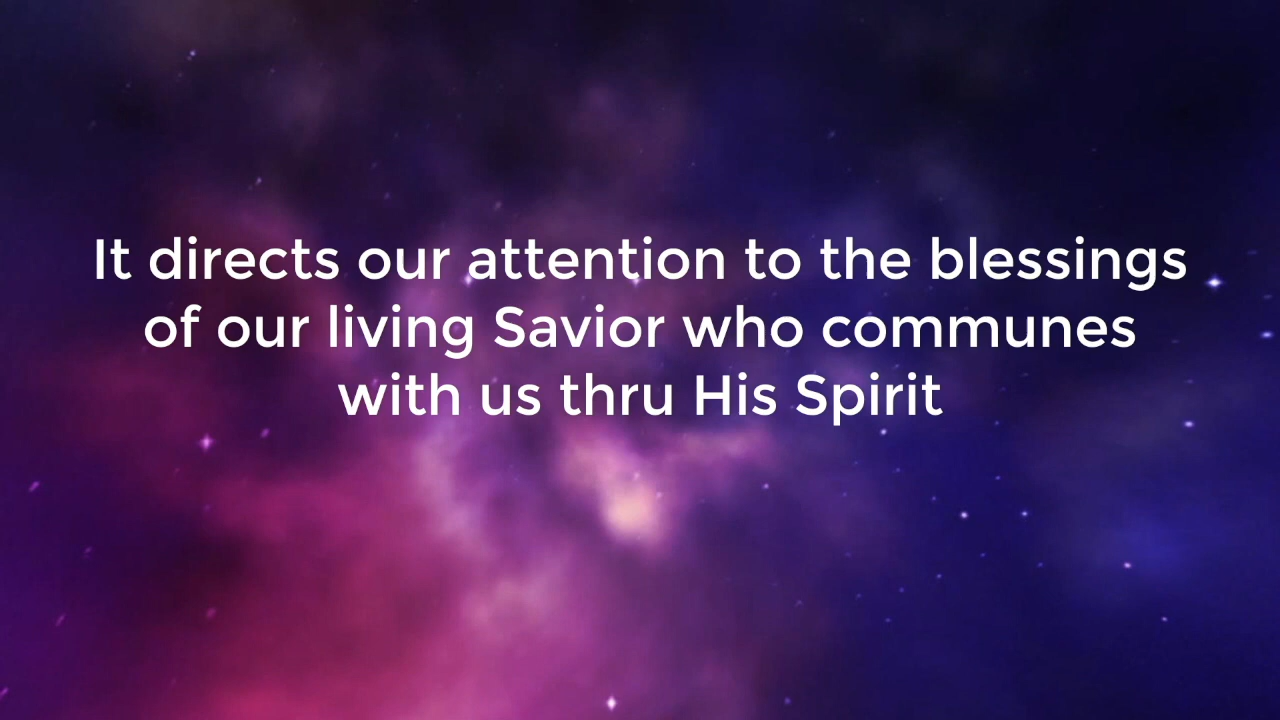 It directs our attention to the blessings
of our living Savior who communes
with us thru His Spirit